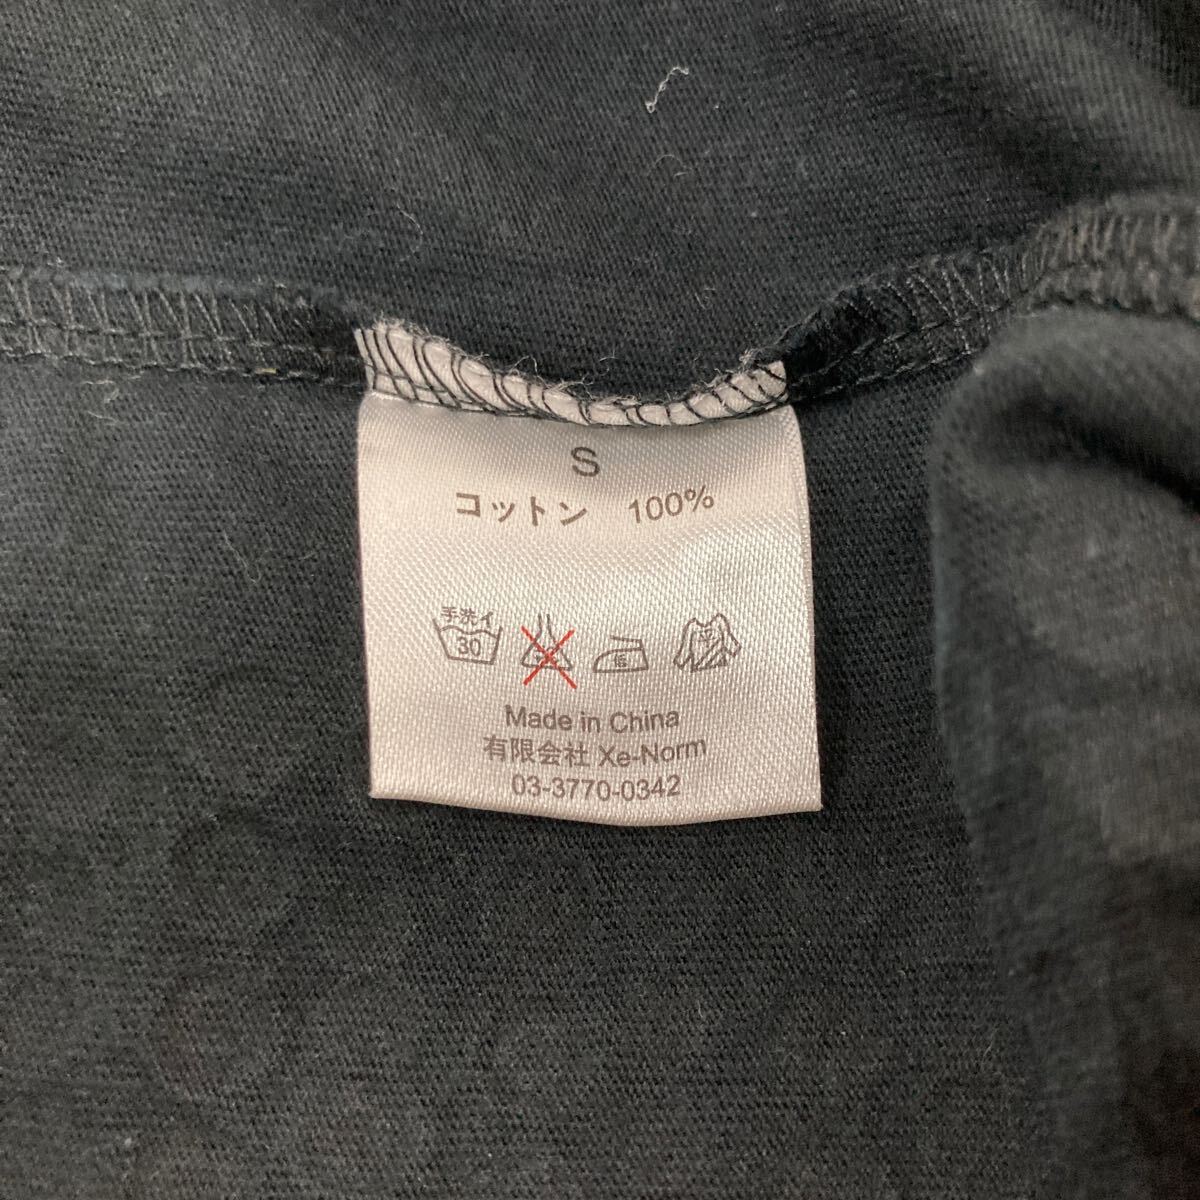 S
コットン 100%
手洗イ
30
Made in China
有限会社 Xe-Norm
03-3770-0342